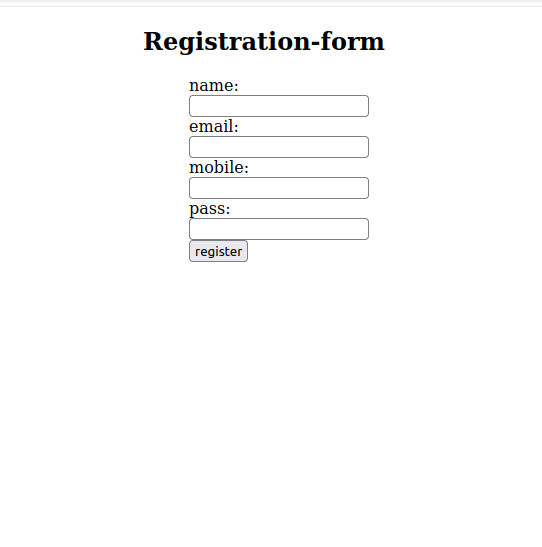 Registration-form
name:
email:
mobile:
pass:
register